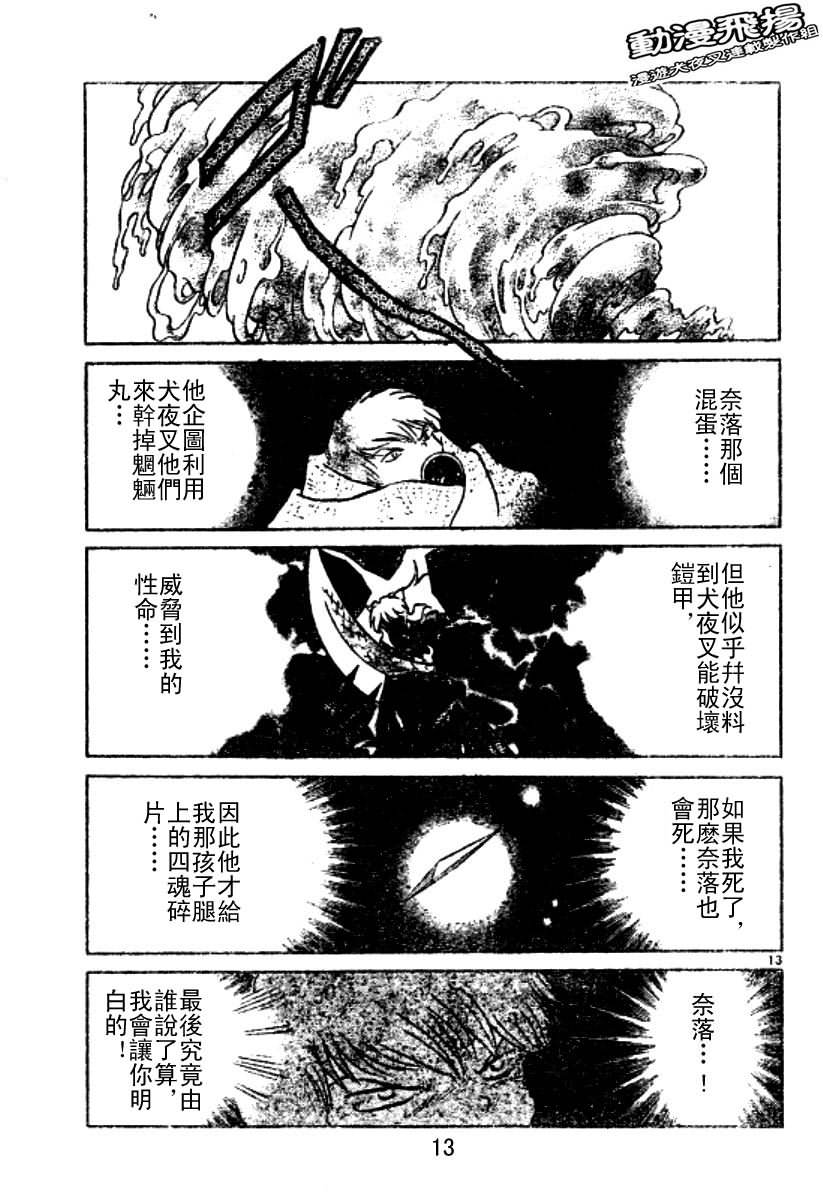 動漫飛揚
漫遊犬夜叉連載製作組
奈落那個
混蛋……
他企圖利用
犬夜叉他們
來幹掉魍魎
丸…
但他似乎幷沒料
到犬夜叉能破壞
鎧甲，
威脅到我的
性命……
如果我死了，
那麽奈落也
會死……
因此他才給
我那孩子腿
上的四魂碎
片……
13
奈落…！
最後究竟由
誰說了算，
我會讓你明
白的！
13